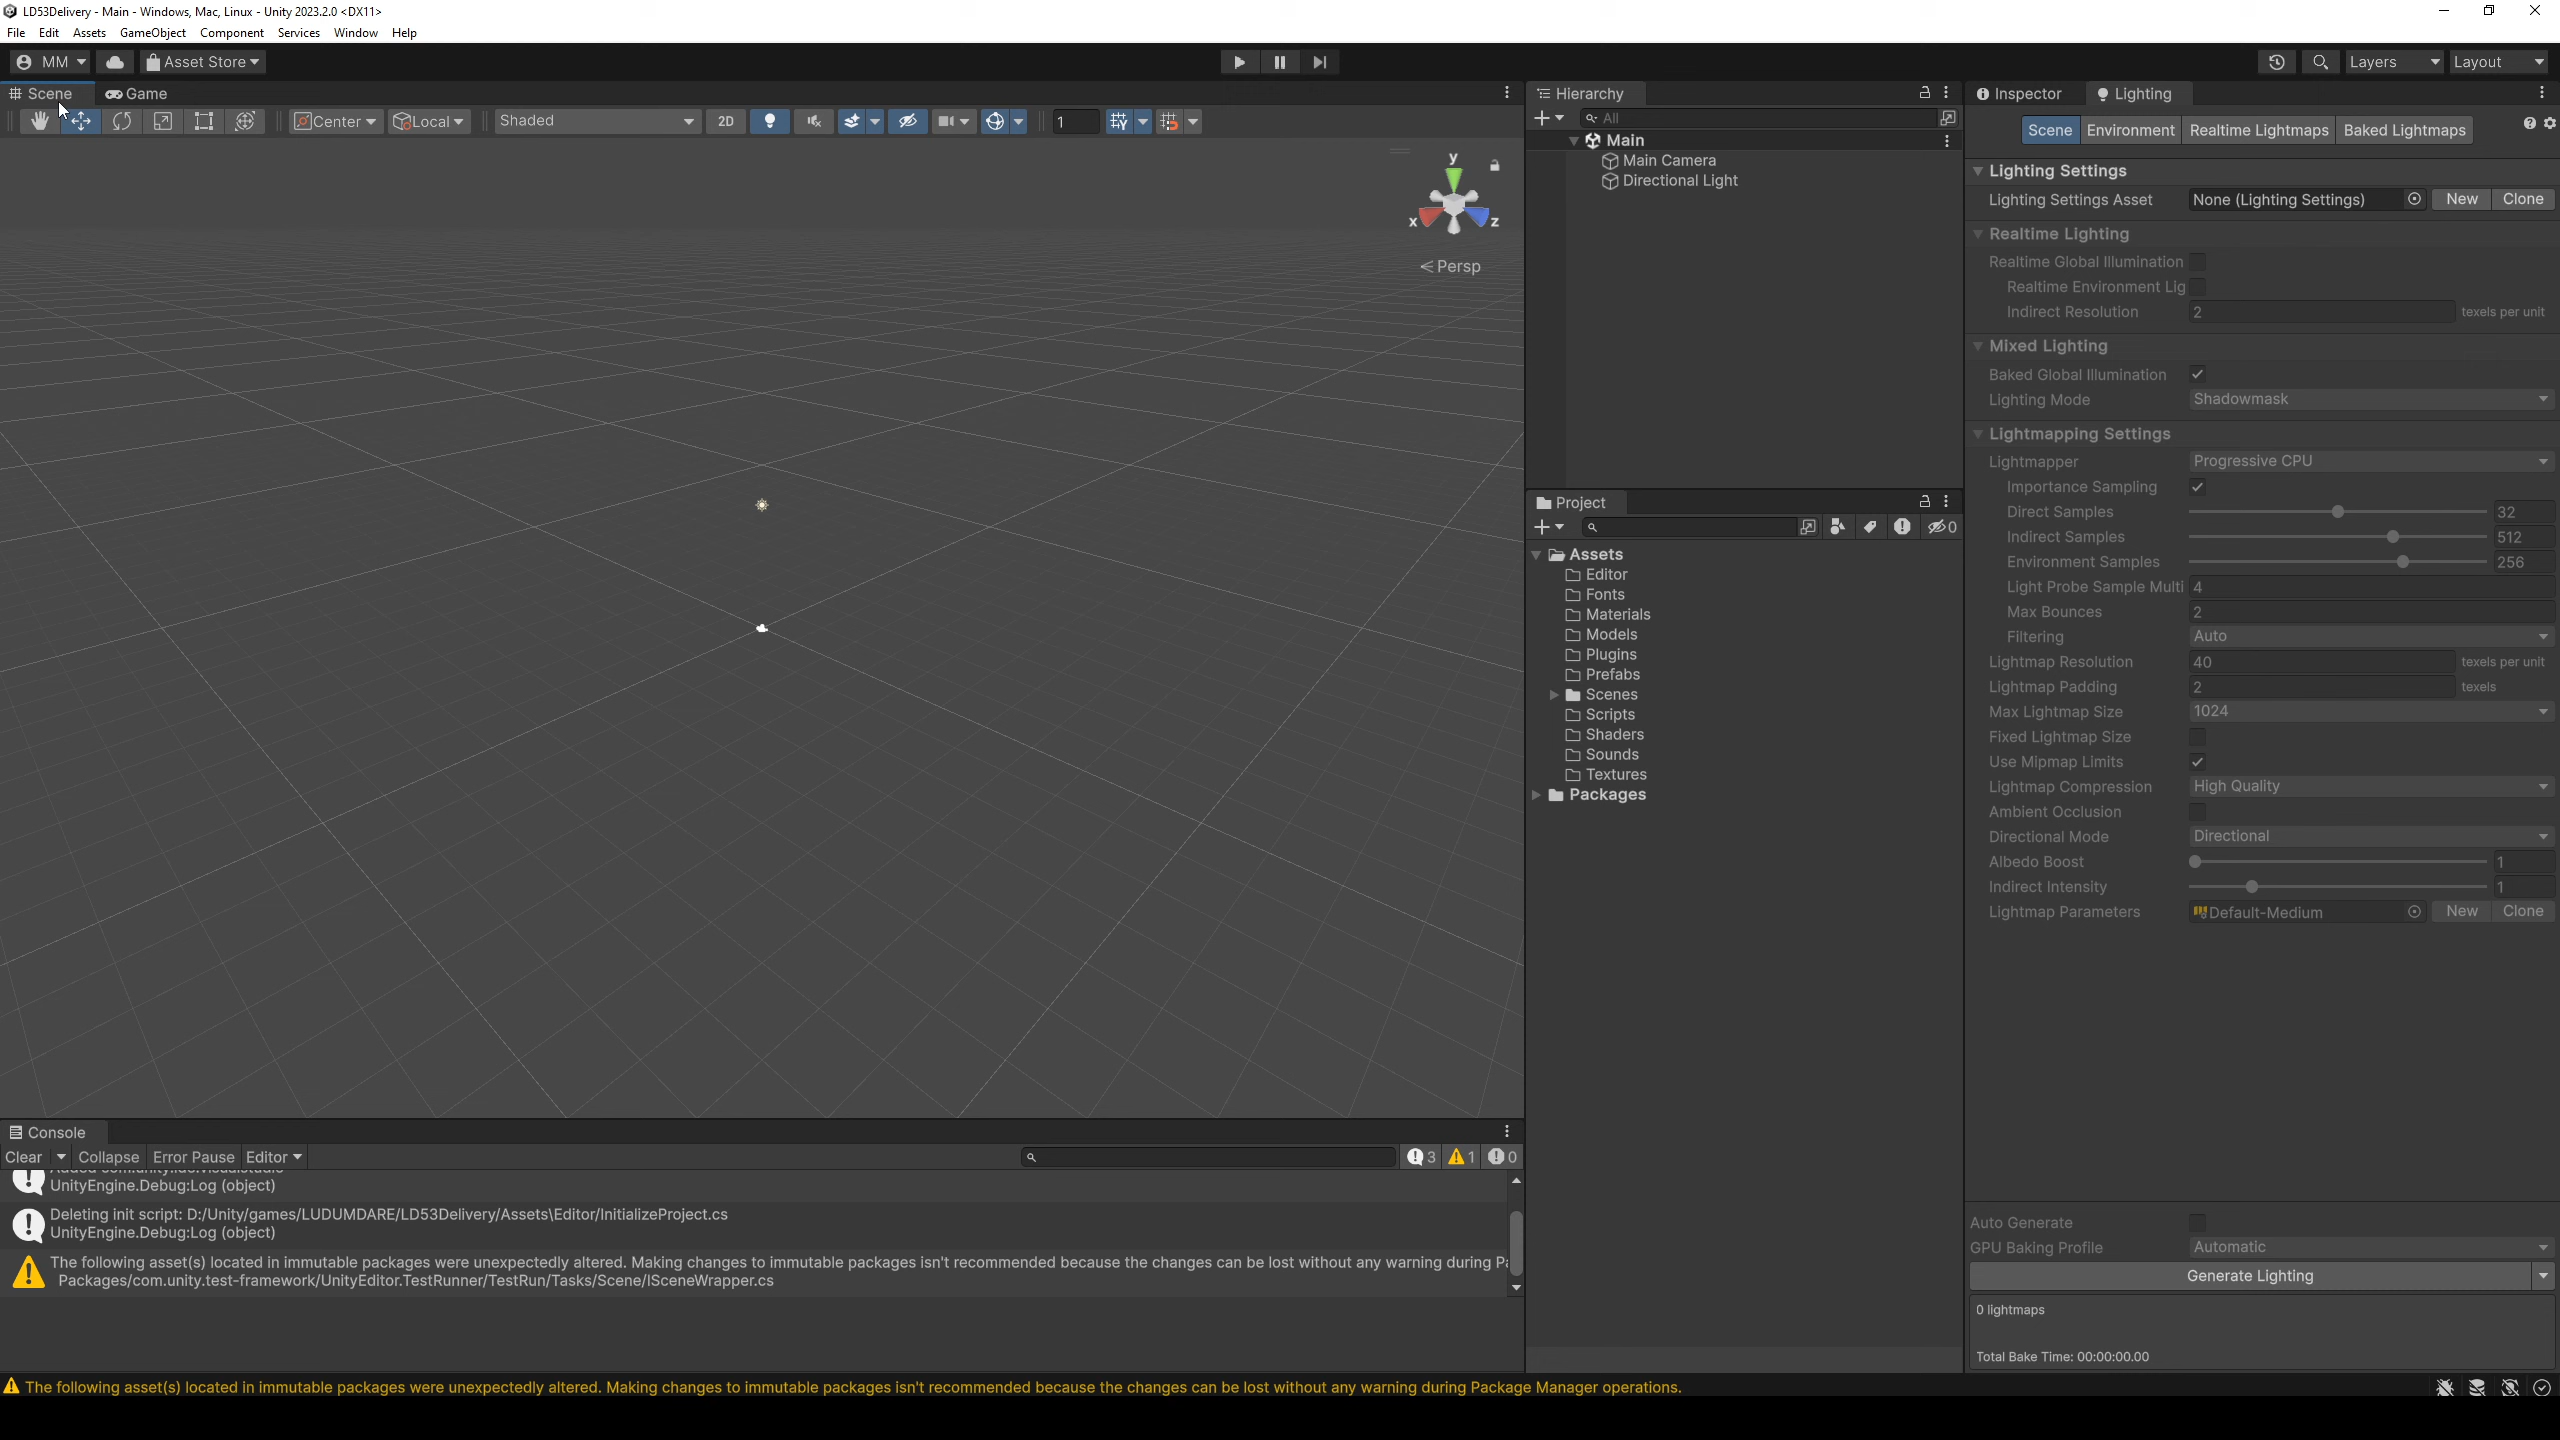 LD53Delivery - Main - Windows, Mac, Linux - Unity 2023.2.0 <DX11>
File Edit Assets GameObject Component Services Window Help
MM Asset Store Layers Layout
Scene Game
Center Local Shaded 2D 1
y
x z
Persp
Hierarchy
All
Main
Main Camera
Directional Light
Project
0
Assets
Editor
Fonts
Materials
Models
Plugins
Prefabs
Scenes
Scripts
Shaders
Sounds
Textures
Packages
Inspector Lighting
Scene Environment Realtime Lightmaps Baked Lightmaps
Lighting Settings
Lighting Settings Asset None (Lighting Settings) New Clone
Realtime Lighting
Realtime Global Illumination
Realtime Environment Lig
Indirect Resolution 2 texels per unit
Mixed Lighting
Baked Global Illumination
Lighting Mode Shadowmask
Lightmapping Settings
Lightmapper Progressive CPU
Importance Sampling
Direct Samples 32
Indirect Samples 512
Environment Samples 256
Light Probe Sample Multi 4
Max Bounces 2
Filtering Auto
Lightmap Resolution 40 texels per unit
Lightmap Padding 2 texels
Max Lightmap Size 1024
Fixed Lightmap Size
Use Mipmap Limits
Lightmap Compression High Quality
Ambient Occlusion
Directional Mode Directional
Albedo Boost 1
Indirect Intensity 1
Lightmap Parameters Default-Medium New Clone
Auto Generate
GPU Baking Profile Automatic
Generate Lighting
0 lightmaps
Total Bake Time: 00:00:00.00
Console
Clear Collapse Error Pause Editor 3 1 0
UnityEngine.Debug:Log (object)
Deleting init script: D:/Unity/games/LUDUMDARE/LD53Delivery/Assets\Editor/InitializeProject.cs
UnityEngine.Debug:Log (object)
The following asset(s) located in immutable packages were unexpectedly altered. Making changes to immutable packages isn't recommended because the changes can be lost without any warning during
Packages/com.unity.test-framework/UnityEditor.TestRunner/TestRun/Tasks/Scene/ISceneWrapper.cs
The following asset(s) located in immutable packages were unexpectedly altered. Making changes to immutable packages isn't recommended because the changes can be lost without any warning during Package Manager operations.